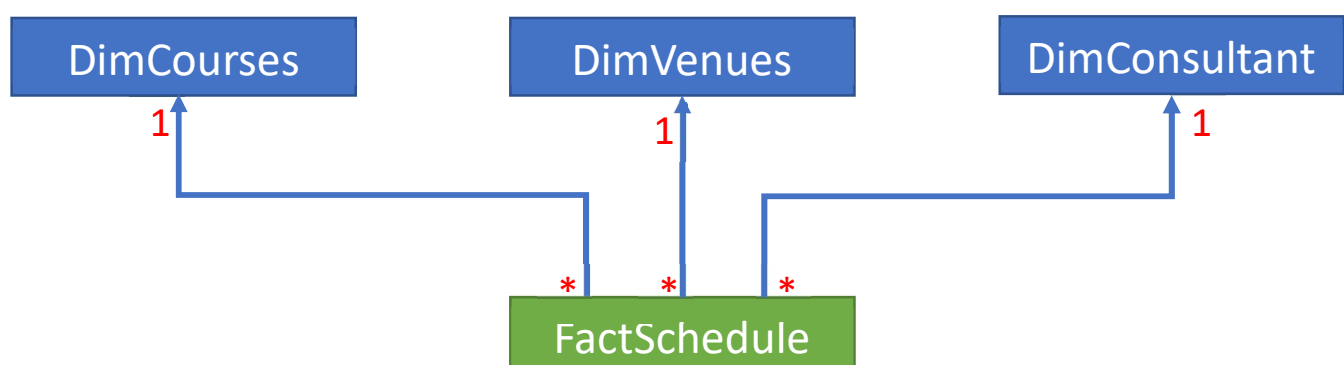 DimCourses DimVenues DimConsultant
1 1 1
* * *
FactSchedule